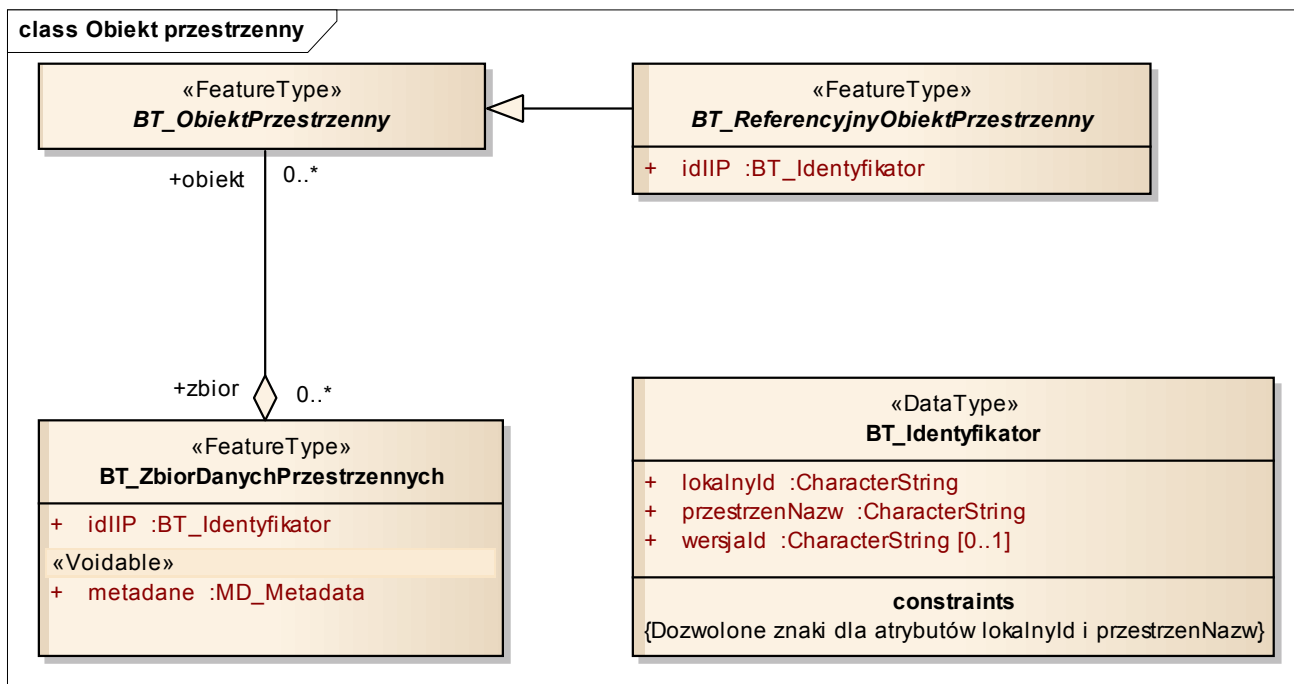 class Obiekt przestrzenny
«FeatureType»
BT_ObiektPrzestrzenny
«FeatureType»
BT_ReferencyjnyObiektPrzestrzenny
+ idIIP :BT_Identyfikator
+obiekt 0..*
+zbior 0..*
«FeatureType»
BT_ZbiorDanychPrzestrzennych
+ idIIP :BT_Identyfikator
«Voidable»
+ metadane :MD_Metadata
«DataType»
BT_Identyfikator
+ lokalnyId :CharacterString
+ przestrzenNazw :CharacterString
+ wersjaId :CharacterString [0..1]
constraints
{Dozwolone znaki dla atrybutów lokalnyId i przestrzenNazw}